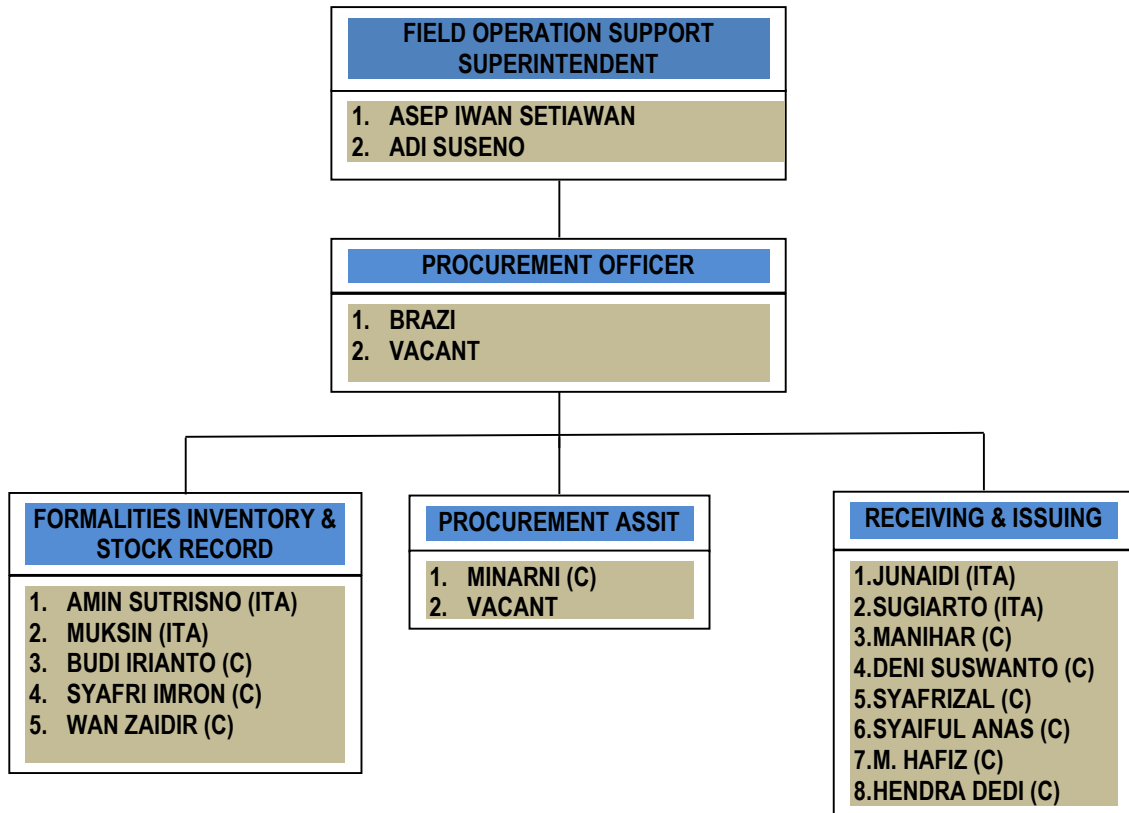 FIELD OPERATION SUPPORT
SUPERINTENDENT
1. ASEP IWAN SETIAWAN
2. ADI SUSENO
PROCUREMENT OFFICER
1. BRAZI
2. VACANT
FORMALITIES INVENTORY &
STOCK RECORD
1. AMIN SUTRISNO (ITA)
2. MUKSIN (ITA)
3. BUDI IRIANTO (C)
4. SYAFRI IMRON (C)
5. WAN ZAIDIR (C)
PROCUREMENT ASSIT
1. MINARNI (C)
2. VACANT
RECEIVING & ISSUING
1.JUNAIDI (ITA)
2.SUGIARTO (ITA)
3.MANIHAR (C)
4.DENI SUSWANTO (C)
5.SYAFRIZAL (C)
6.SYAIFUL ANAS (C)
7.M. HAFIZ (C)
8.HENDRA DEDI (C)